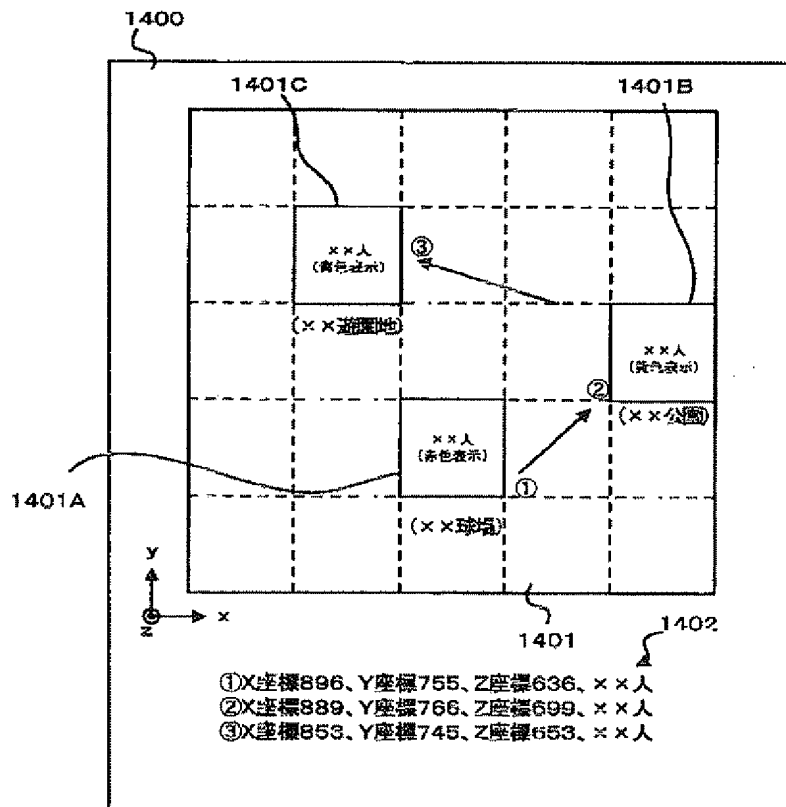 1400
1401C
1401B
③
××人
(青色表示)
(××遊園地)
××人
(黄色表示)
②
(××公園)
××人
(赤色表示)
1401A
①
(××球場)
y
z
x
1401
1402
①X座標896、Y座標755、Z座標636、××人
②X座標889、Y座標766、Z座標699、××人
③X座標853、Y座標745、Z座標653、××人